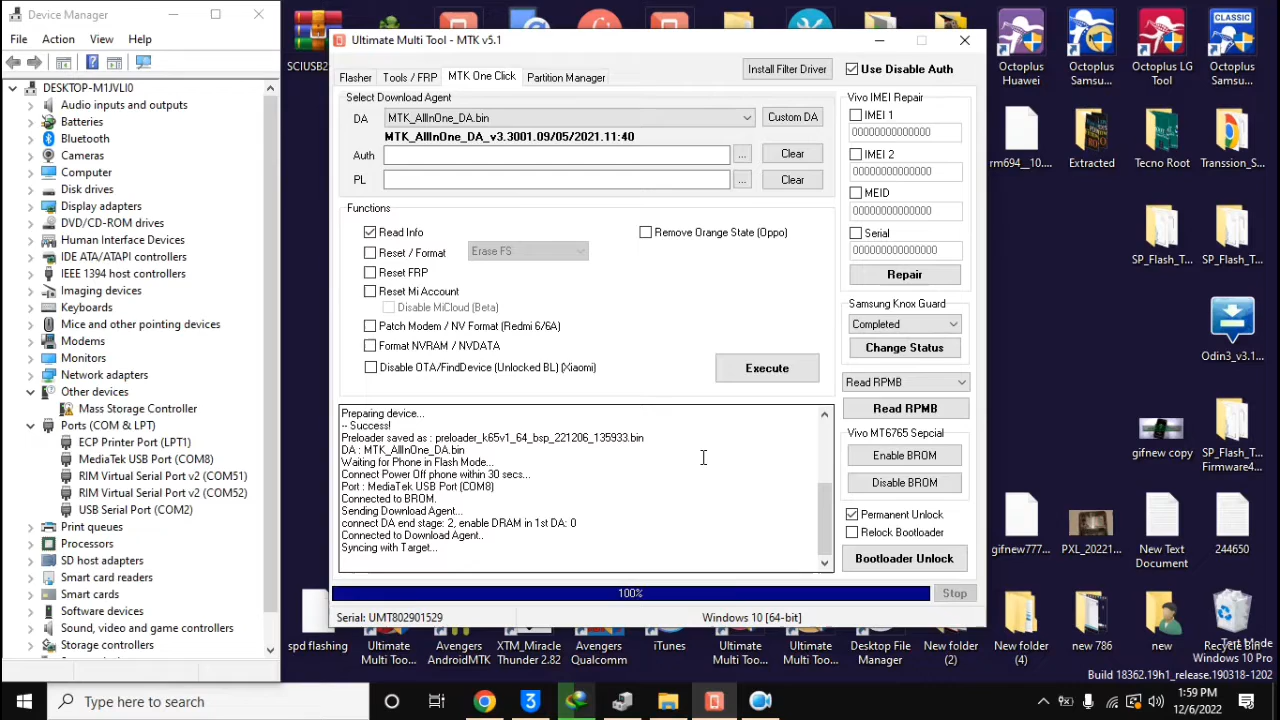 Device Manager
File Action View Help
DESKTOP-M1JVLI0
Audio inputs and outputs
Batteries
Bluetooth
Cameras
Computer
Disk drives
Display adapters
DVD/CD-ROM drives
Human Interface Devices
IDE ATA/ATAPI controllers
IEEE 1394 host controllers
Imaging devices
Keyboards
Mice and other pointing devices
Modems
Monitors
Network adapters
Other devices
Mass Storage Controller
Ports (COM & LPT)
ECP Printer Port (LPT1)
MediaTek USB Port (COM8)
RIM Virtual Serial Port v2 (COM51)
RIM Virtual Serial Port v2 (COM52)
USB Serial Port (COM2)
Print queues
Processors
SD host adapters
Smart card readers
Smart cards
Software devices
Sound, video and game controllers
Storage controllers
SCIUSB2
Ultimate Multi Tool - MTK v5.1
Flasher Tools / FRP MTK One Click Partition Manager
Install Filter Driver
Use Disable Auth
Select Download Agent
DA MTK_AllInOne_DA.bin Custom DA
MTK_AllInOne_DA_v3.3001.09/05/2021.11:40
Auth ... Clear
PL ... Clear
Functions
Read Info
Remove Orange State (Oppo)
Reset / Format Erase FS
Reset FRP
Reset Mi Account
Disable MiCloud (Beta)
Patch Modem / NV Format (Redmi 6/6A)
Format NVRAM / NVDATA
Disable OTA/FindDevice (Unlocked BL) [Xiaomi]
Execute
Preparing device...
-- Success!
Preloader saved as : preloader_k65v1_64_bsp_221206_135933.bin
DA : MTK_AllInOne_DA.bin
Waiting for Phone in Flash Mode...
Connect Power Off phone within 30 secs...
Port : MediaTek USB Port (COM8)
Connected to BROM.
Sending Download Agent...
connect DA end stage: 2, enable DRAM in 1st DA: 0
Connected to Download Agent..
Syncing with Target...
Vivo IMEI Repair
IMEI 1
00000000000000
IMEI 2
00000000000000
MEID
00000000000000
Serial
00000000000000
Repair
Samsung Knox Guard
Completed
Change Status
Read RPMB
Read RPMB
Vivo MT6765 Sepcial
Enable BROM
Disable BROM
Permanent Unlock
Relock Bootloader
Bootloader Unlock
100%
Stop
Serial: UMT802901529
Windows 10 [64-bit]
Octoplus Huawei
Octoplus Samsu...
Octoplus LG Tool
CLASSIC
Octoplus Samsu...
rm694__10....
Extracted
Tecno Root
Transsion_S...
SP_Flash_T...
SP_Flash_T...
Odin3_v3.1...
gifnew copy
SP_Flash_T... Firmware4...
gifnew777...
PXL_20221...
New Text Document
244650
spd flashing
Ultimate Multi Too...
Avengers AndroidMTK
XTM_Miracle Thunder 2.82
Avengers Qualcomm
iTunes
Ultimate Multi Too...
Ultimate Multi Too...
Desktop File Manager
New folder (2)
New folder (4)
new 786
new
Recycle Bin
Test Mode
Windows 10 Pro
Build 18362.19h1_release.190318-1202
Type here to search
3
1:59 PM
12/6/2022